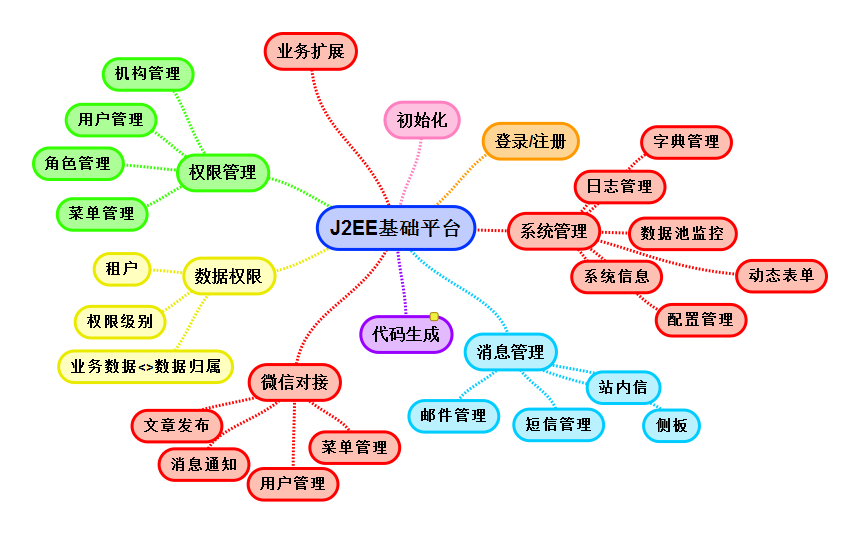 业务扩展
机构管理
初始化
用户管理
登录/注册
字典管理
角色管理
权限管理
日志管理
菜单管理
J2EE基础平台
系统管理
数据池监控
租户
数据权限
系统信息
动态表单
权限级别
代码生成
配置管理
消息管理
业务数据<>数据归属
微信对接
站内信
文章发布
邮件管理
短信管理
侧板
菜单管理
消息通知
用户管理